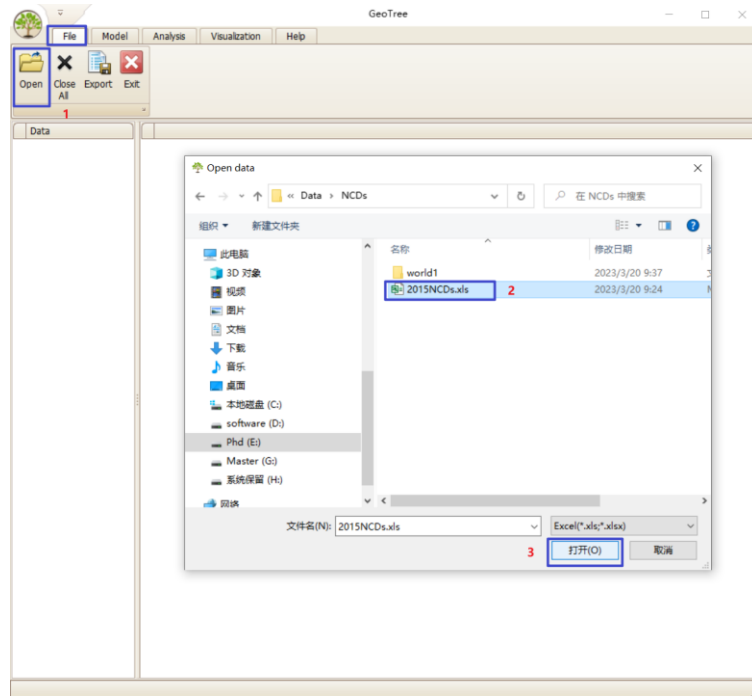 GeoTree
File Model Analysis Visualization Help
Open Close All Export Exit
1
Data
Open data
« Data › NCDs
在 NCDs 中搜索
组织 新建文件夹
名称 修改日期
此电脑
3D 对象
视频
图片
文档
下载
音乐
桌面
本地磁盘 (C:)
software (D:)
Phd (E:)
Master (G:)
系统保留 (H:)
网络
world1 2023/3/20 9:37
2015NCDs.xls 2 2023/3/20 9:24
文件名(N): 2015NCDs.xls Excel(*.xls;*.xlsx)
3 打开(O) 取消